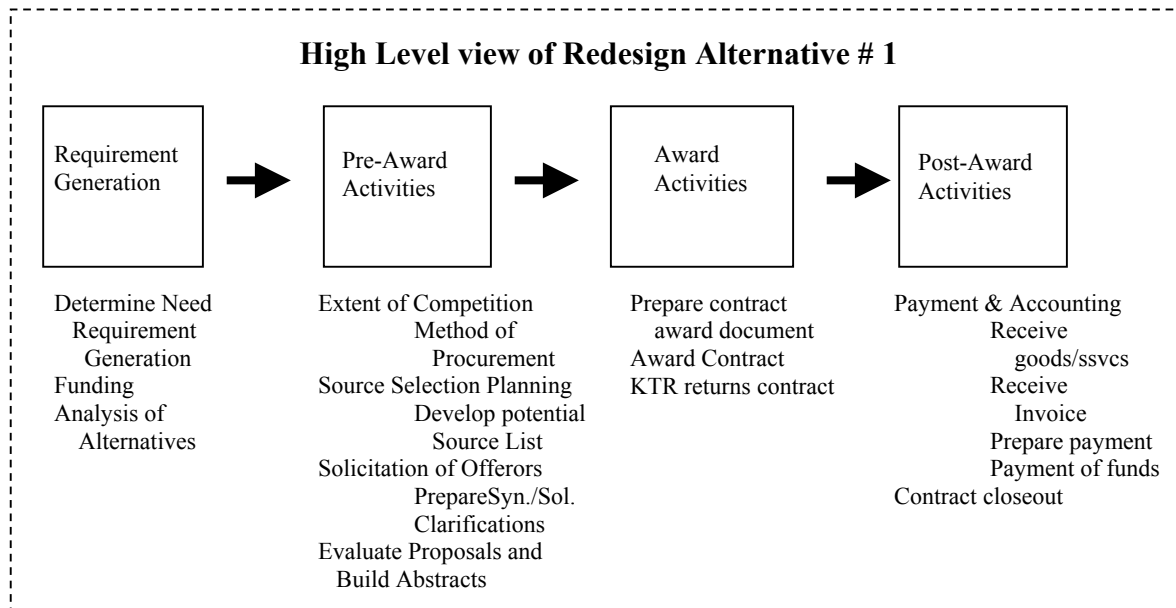 High Level view of Redesign Alternative # 1
Requirement
Generation
Pre-Award
Activities
Award
Activities
Post-Award
Activities
Determine Need
Requirement
Generation
Funding
Analysis of
Alternatives
Extent of Competition
Method of
Procurement
Source Selection Planning
Develop potential
Source List
Solicitation of Offerors
PrepareSyn./Sol.
Clarifications
Evaluate Proposals and
Build Abstracts
Prepare contract
award document
Award Contract
KTR returns contract
Payment & Accounting
Receive
goods/ssvcs
Receive
Invoice
Prepare payment
Payment of funds
Contract closeout